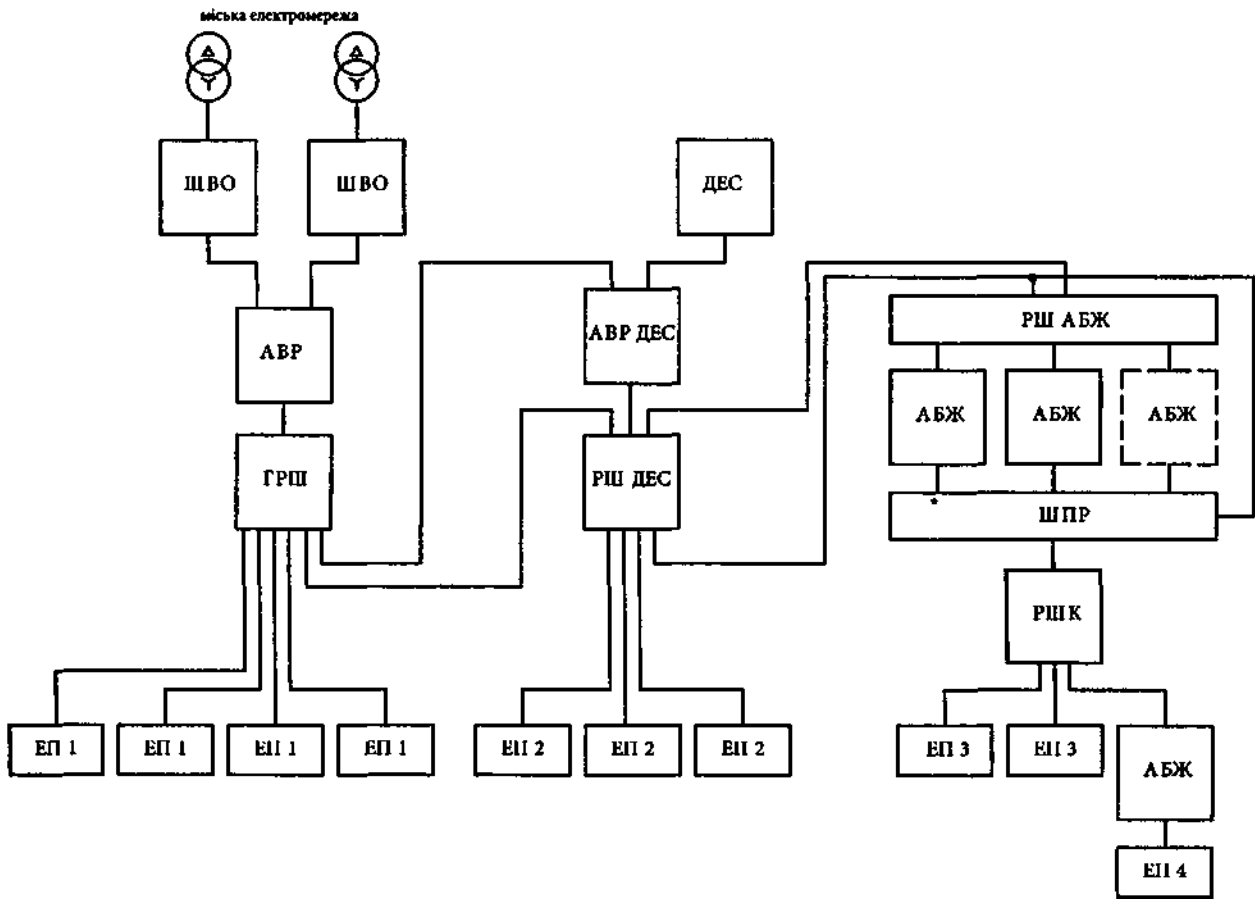 міська електромережа
Δ
Δ
Y
Y
ШВО
ШВО
ДЕС
АВР
АВР ДЕС
РШ АБЖ
АБЖ
АБЖ
АБЖ
ГРШ
РШ ДЕС
*
ШПР
РШК
ЕП 1
ЕП 1
ЕП 1
ЕП 1
ЕП 2
ЕП 2
ЕП 2
ЕП 3
ЕП 3
АБЖ
ЕП 4